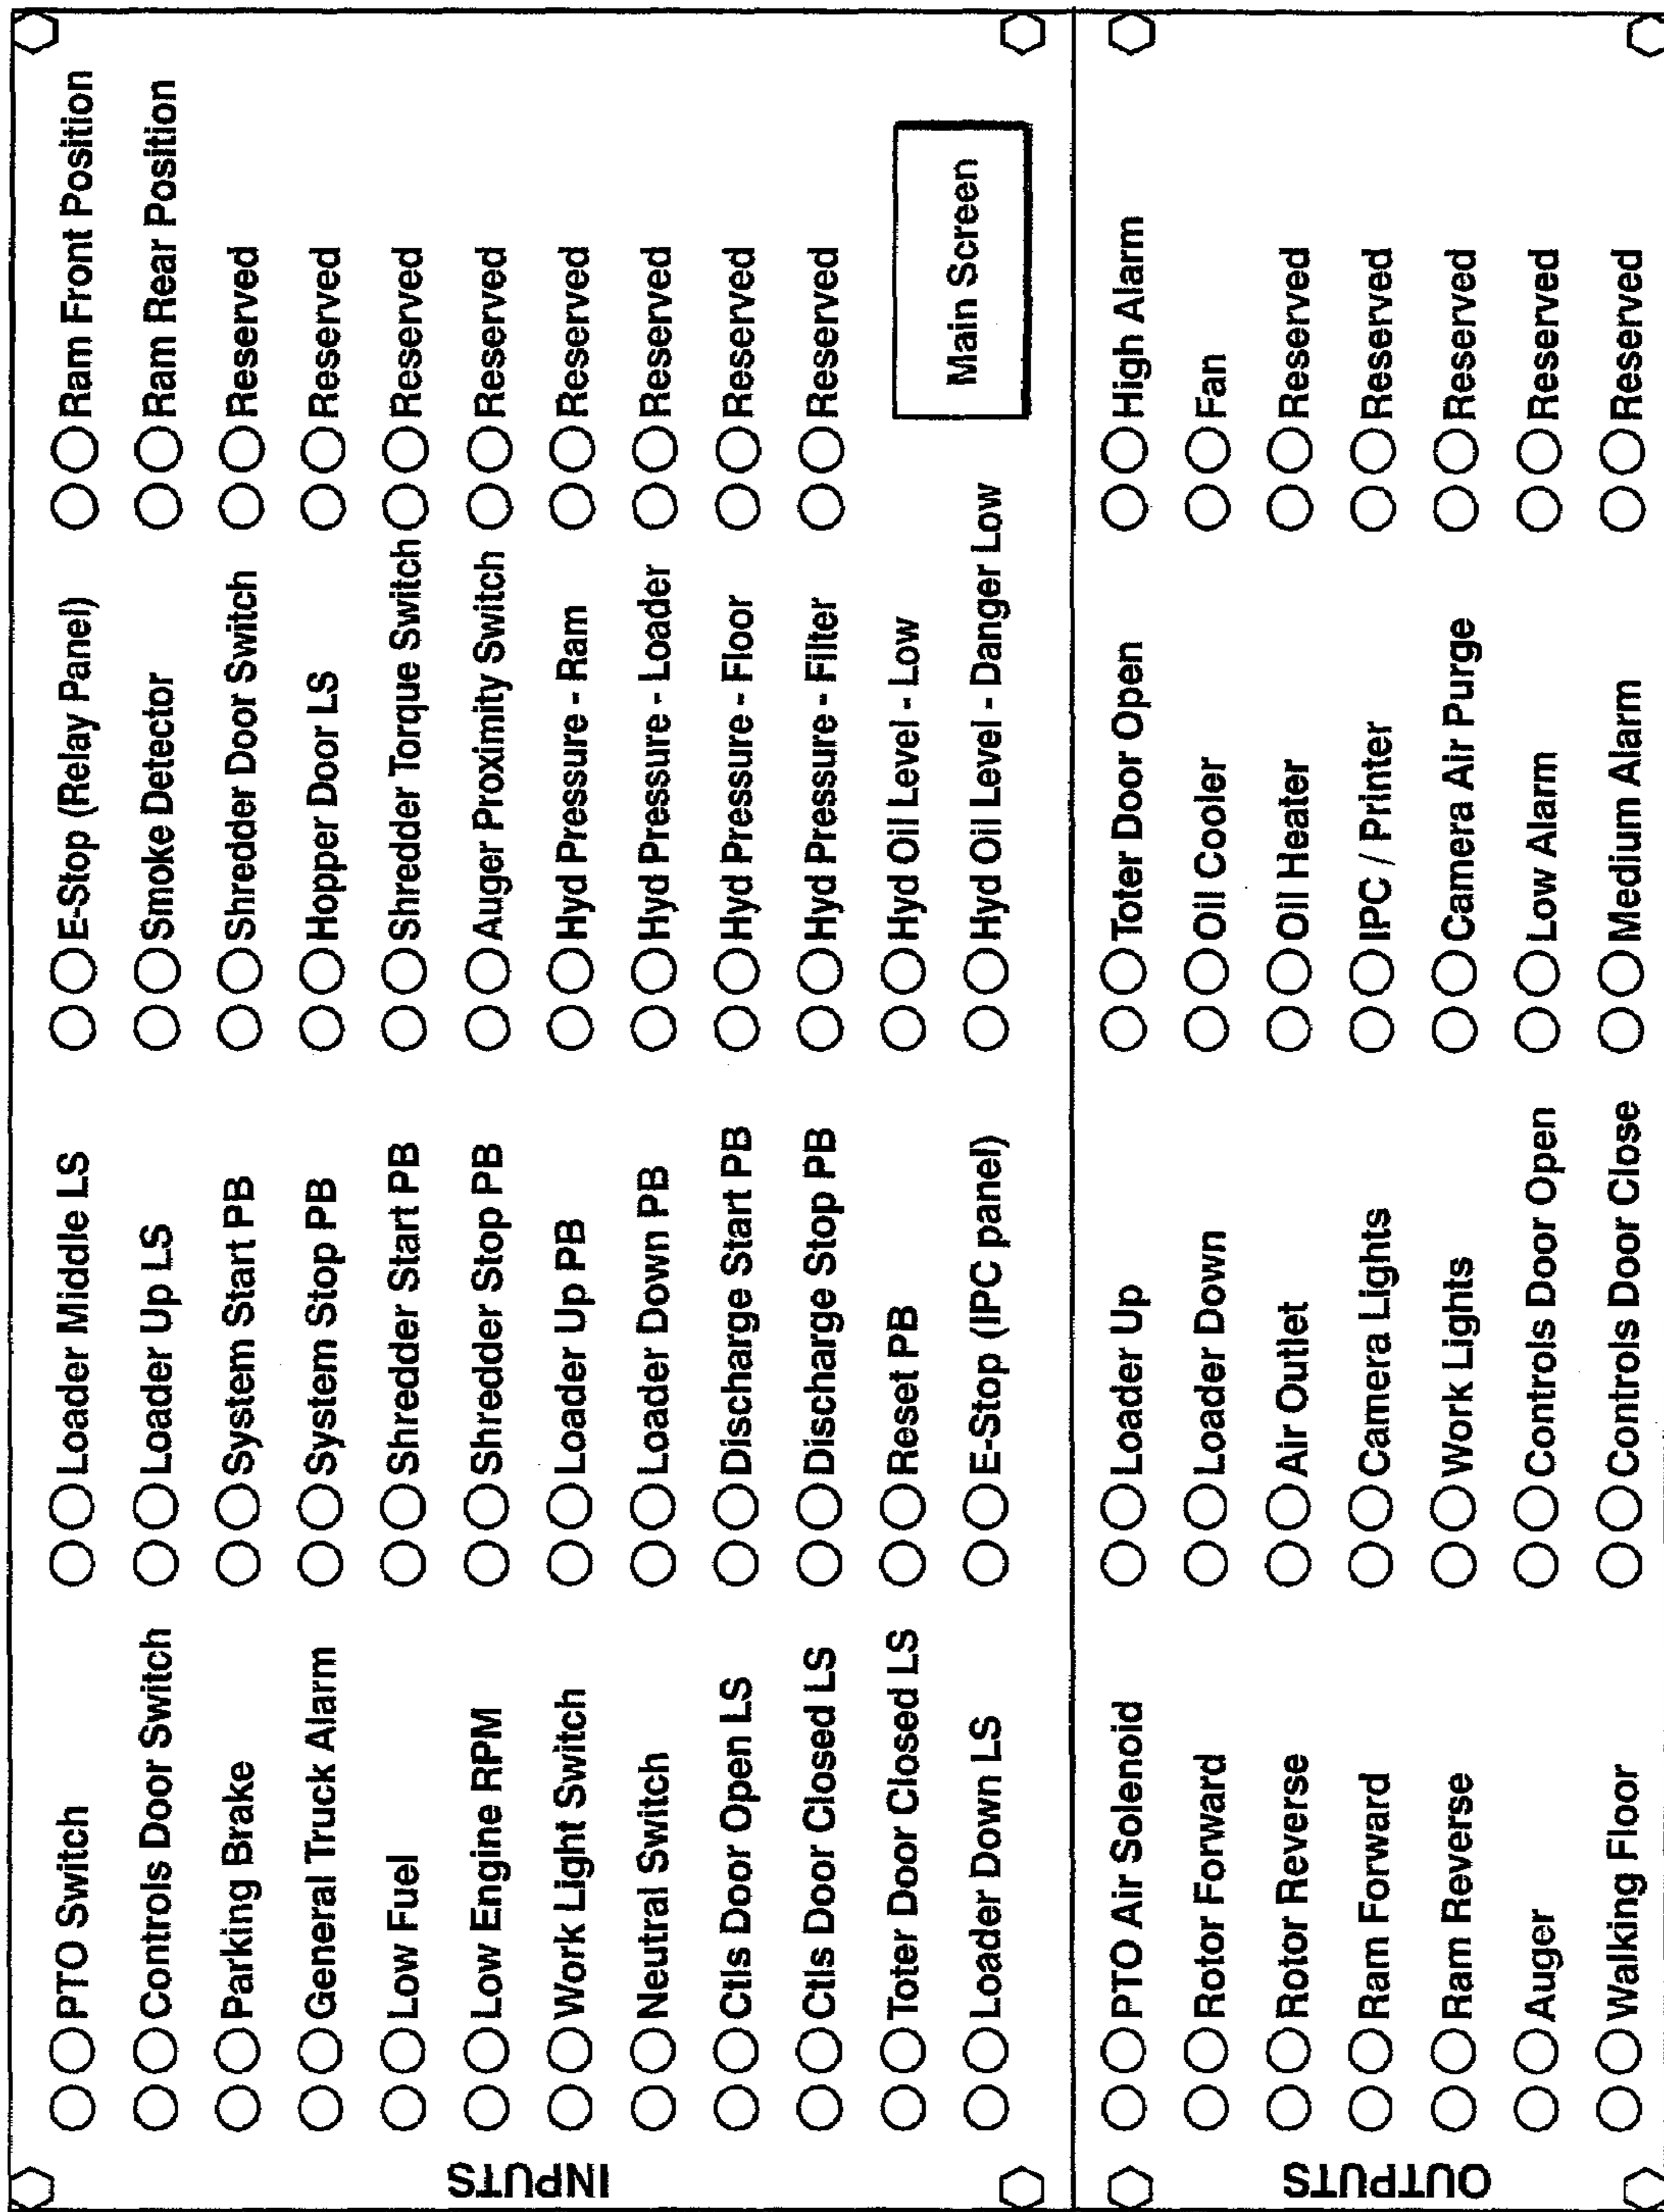 INPUTS
PTO Switch
Controls Door Switch
Parking Brake
General Truck Alarm
Low Fuel
Low Engine RPM
Work Light Switch
Neutral Switch
Ctls Door Open LS
Ctls Door Closed LS
Toter Door Closed LS
Loader Down LS
Loader Middle LS
Loader Up LS
System Start PB
System Stop PB
Shredder Start PB
Shredder Stop PB
Loader Up PB
Loader Down PB
Discharge Start PB
Discharge Stop PB
Reset PB
E-Stop (IPC panel)
E-Stop (Relay Panel)
Smoke Detector
Shredder Door Switch
Hopper Door LS
Shredder Torque Switch
Auger Proximity Switch
Hyd Pressure - Ram
Hyd Pressure - Loader
Hyd Pressure - Floor
Hyd Pressure - Filter
Hyd Oil Level - Low
Hyd Oil Level - Danger Low
Ram Front Position
Ram Rear Position
Reserved
Reserved
Reserved
Reserved
Reserved
Reserved
Reserved
Reserved
Main Screen
OUTPUTS
PTO Air Solenoid
Rotor Forward
Rotor Reverse
Ram Forward
Ram Reverse
Auger
Walking Floor
Loader Up
Loader Down
Air Outlet
Camera Lights
Work Lights
Controls Door Open
Controls Door Close
Toter Door Open
Oil Cooler
Oil Heater
IPC / Printer
Camera Air Purge
Low Alarm
Medium Alarm
High Alarm
Fan
Reserved
Reserved
Reserved
Reserved
Reserved